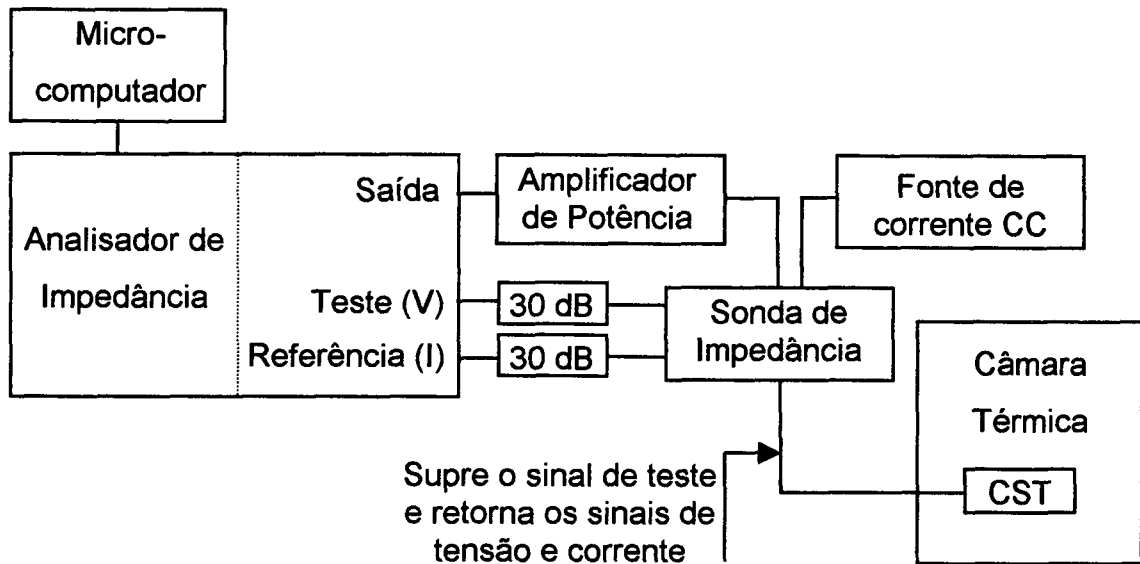 Micro-
computador
Analisador de
Impedância
Saída
Teste (V)
Referência (I)
Amplificador
de Potência
30 dB
30 dB
Sonda de
Impedância
Fonte de
corrente CC
Câmara
Térmica
CST
Supre o sinal de teste
e retorna os sinais de
tensão e corrente